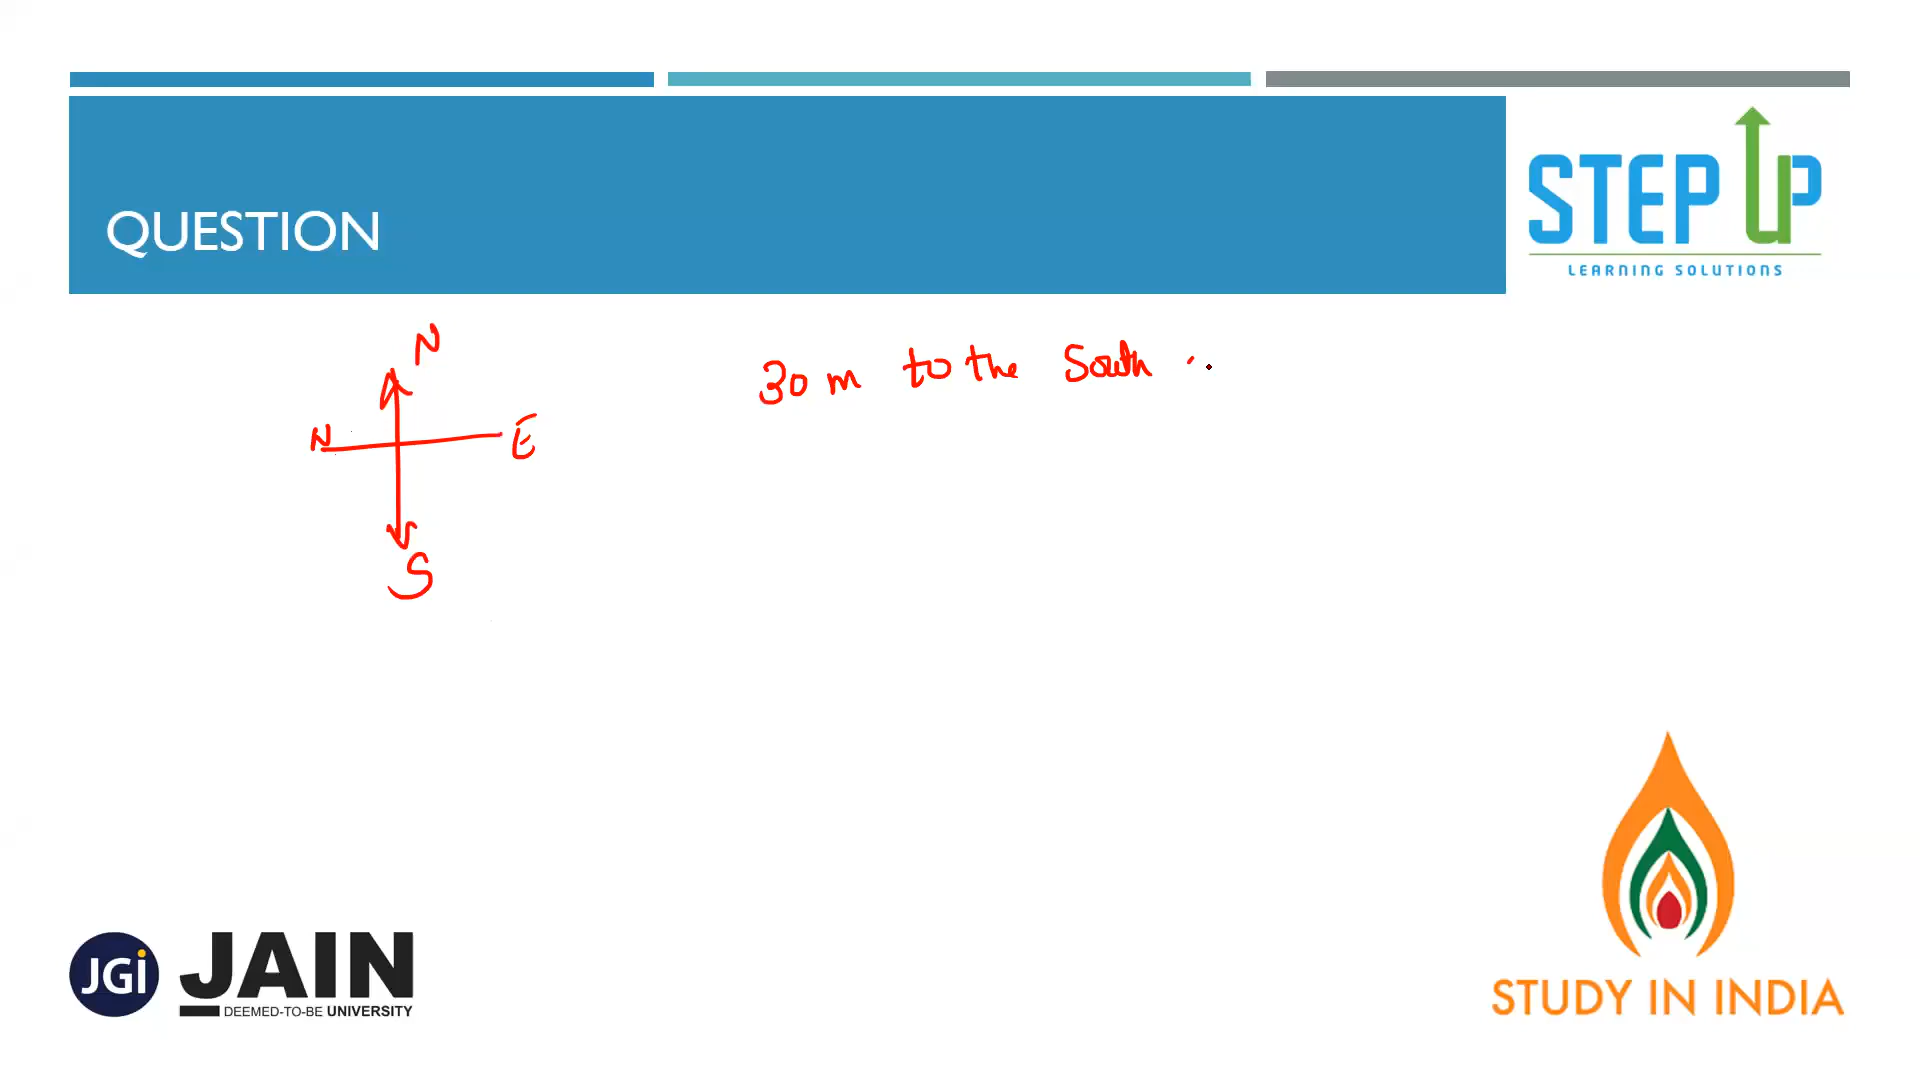 STEP UP
LEARNING SOLUTIONS
QUESTION
N
30 m to the South ..
N
E
S
JGi JAIN
DEEMED-TO-BE UNIVERSITY
STUDY IN INDIA